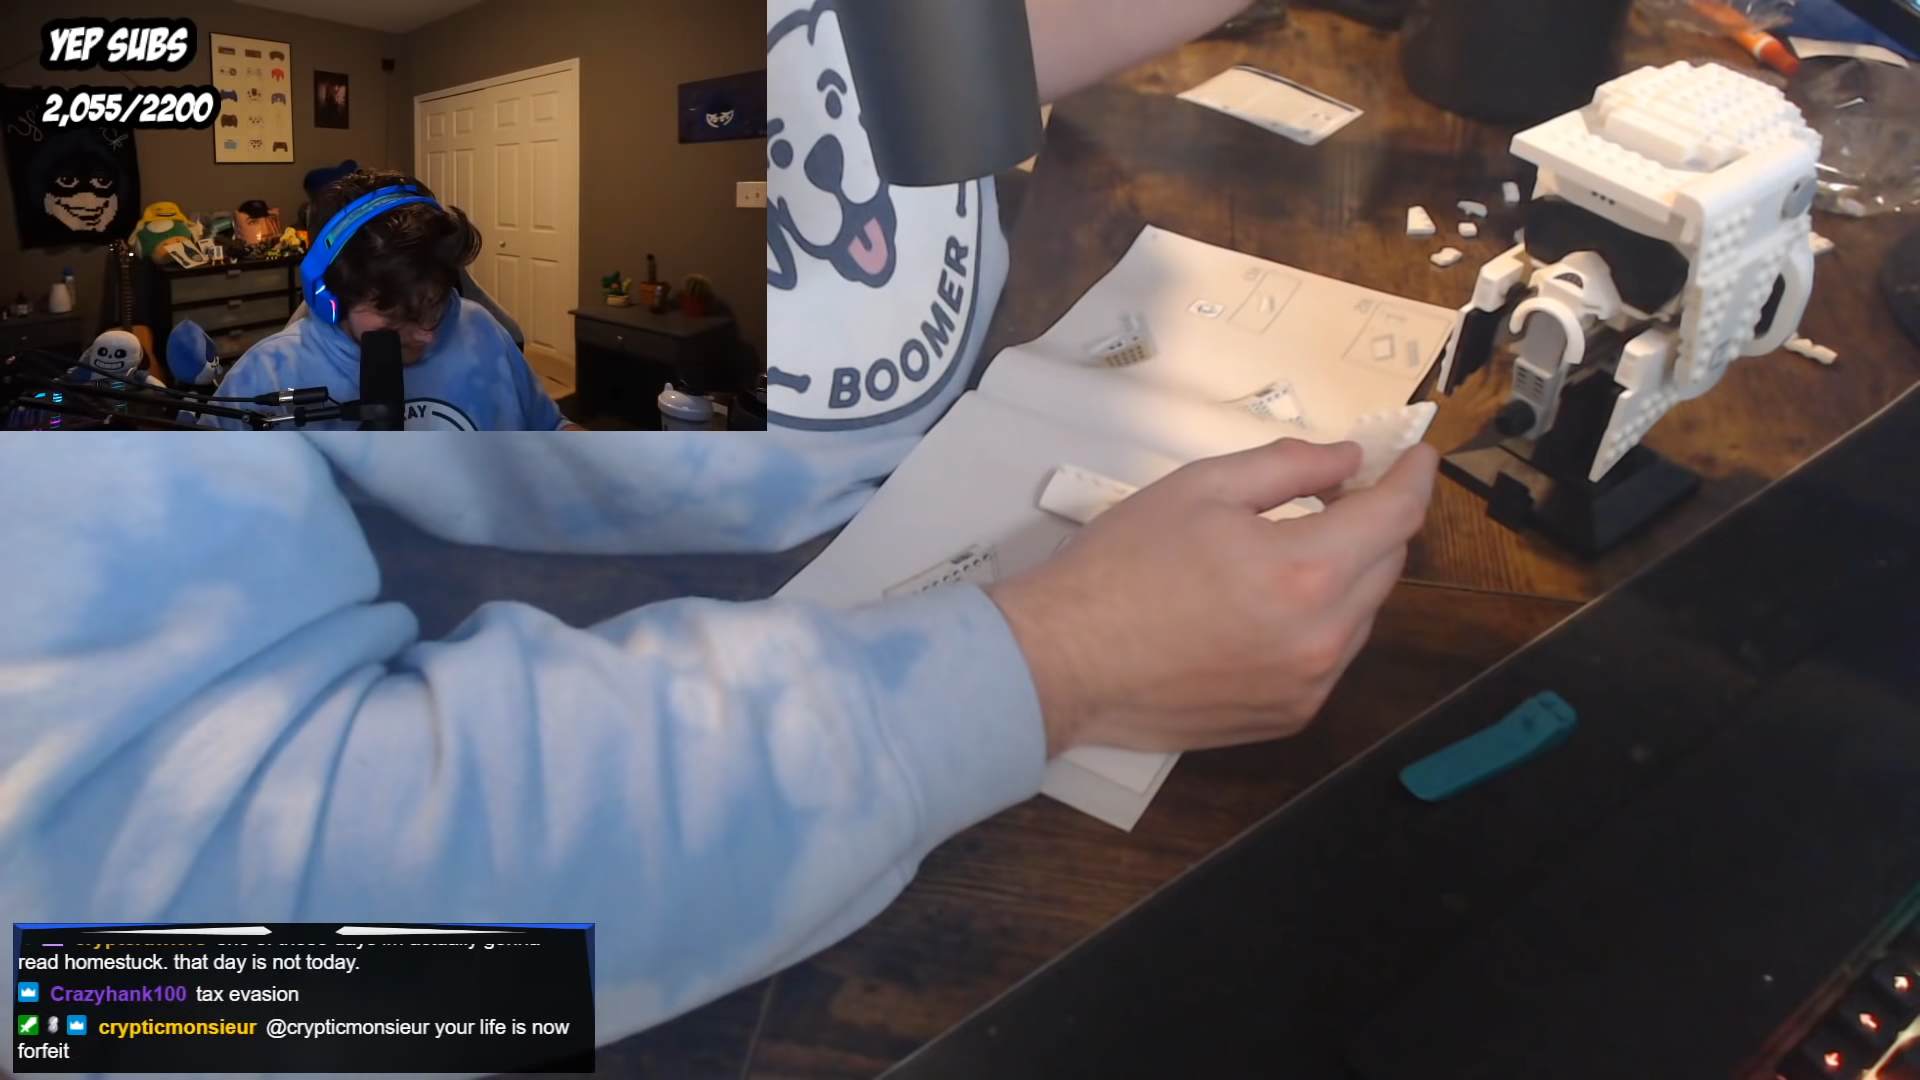 YEP SUBS
2,055/2200
BOOMER
RAY
read homestuck. that day is not today.
Crazyhank100 tax evasion
crypticmonsieur @crypticmonsieur your life is now
forfeit